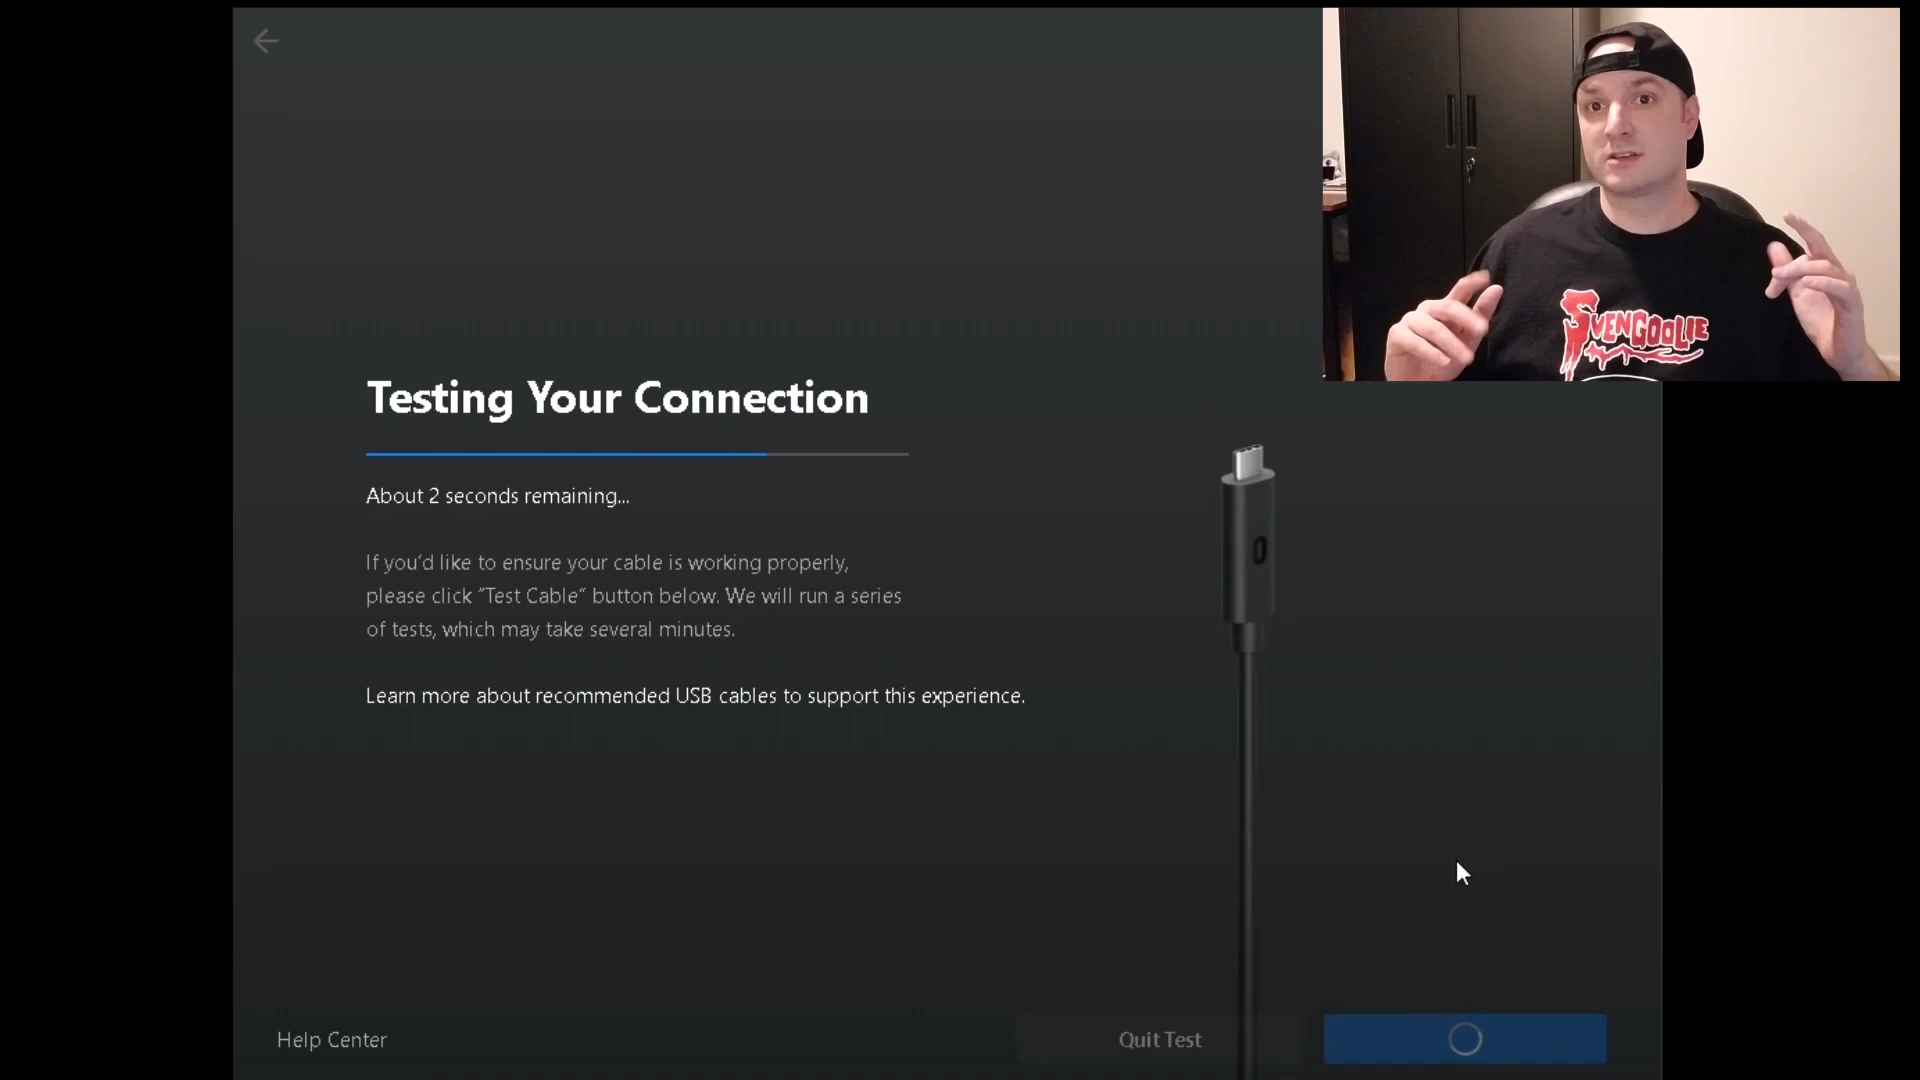 SVENGOOLIE
Testing Your Connection
About 2 seconds remaining...
If you'd like to ensure your cable is working properly,
please click "Test Cable" button below. We will run a series
of tests, which may take several minutes.
Learn more about recommended USB cables to support this experience.
Help Center
Quit Test